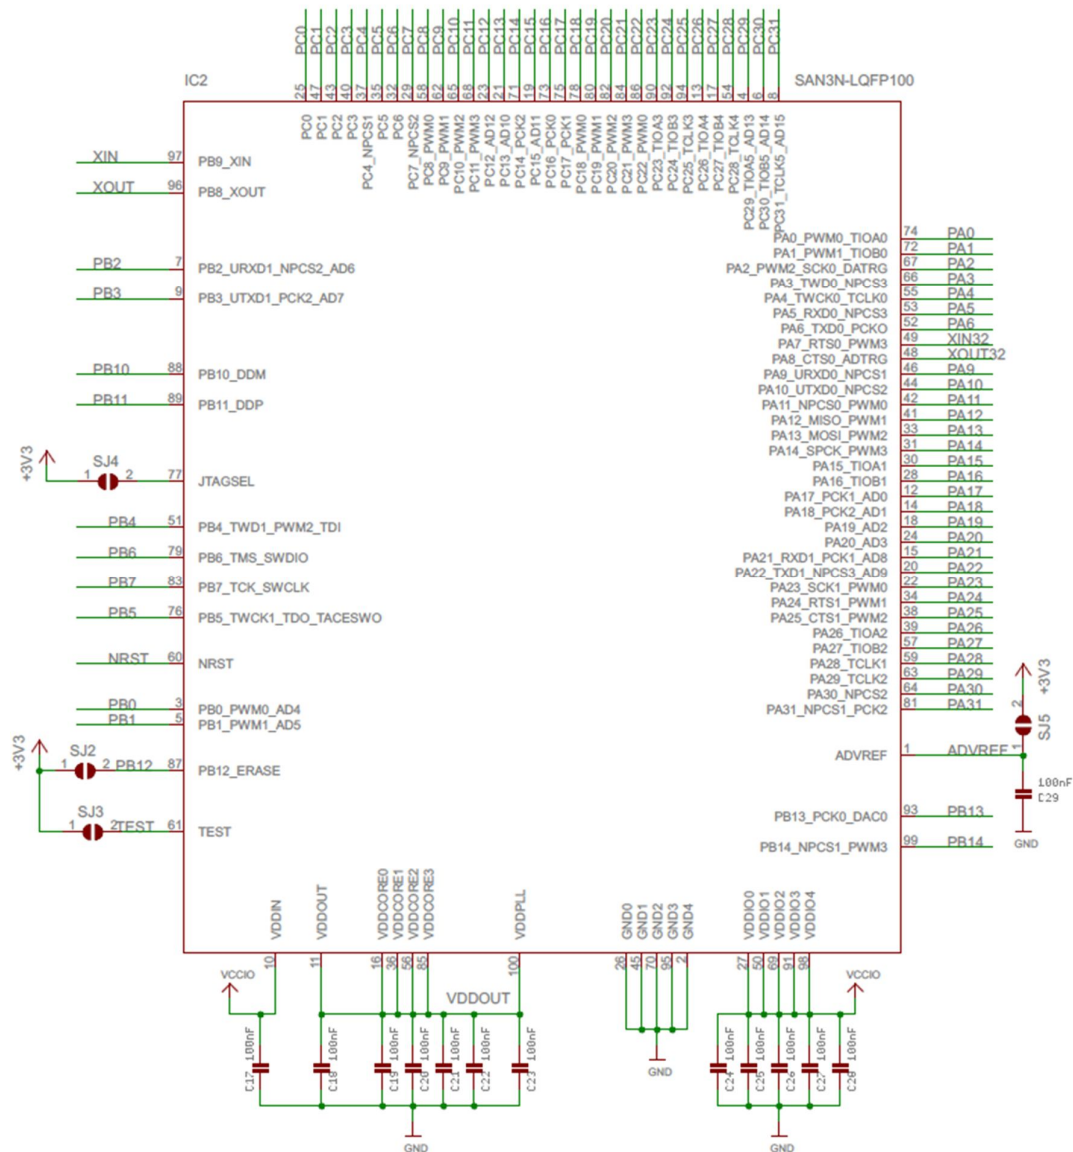 PC0 PC1 PC2 PC3 PC4 PC5 PC6 PC7 PC8 PC9 PC10 PC11 PC12 PC13 PC14 PC15 PC16 PC17 PC18 PC19 PC20 PC21 PC22 PC23 PC24 PC25 PC26 PC27 PC28 PC29 PC30 PC31
IC2
SAN3N-LQFP100
25 47 43 40 37 35 32 29 58 62 65 68 23 21 71 19 73 75 78 80 82 84 86 90 92 94 13 17 54 4 6 8
PC0
PC1
PC2
PC3
PC4_NPCS1
PC5
PC6
PC7_NPCS2
PC8_PWM0
PC9_PWM1
PC10_PWM2
PC11_PWM3
PC12_AD12
PC13_AD10
PC14_PCK2
PC15_AD11
PC16_PCK0
PC17_PCK1
PC18_PWM0
PC19_PWM1
PC20_PWM2
PC21_PWM3
PC22_PWM0
PC23_TIOA3
PC24_TIOB3
PC25_TCLK3
PC26_TIOA4
PC27_TIOB4
PC28_TCLK4
PC29_TIOA5_AD13
PC30_TIOB5_AD14
PC31_TCLK5_AD15
XIN 97 PB9_XIN
XOUT 96 PB8_XOUT
PB2 7 PB2_URXD1_NPCS2_AD6
PB3 9 PB3_UTXD1_PCK2_AD7
PB10 88 PB10_DDM
PB11 89 PB11_DDP
+3V3
SJ4
1 2 77 JTAGSEL
PB4 51 PB4_TWD1_PWM2_TDI
PB6 79 PB6_TMS_SWDIO
PB7 83 PB7_TCK_SWCLK
PB5 76 PB5_TWCK1_TDO_TACESWO
NRST 60 NRST
PB0 3 PB0_PWM0_AD4
PB1 5 PB1_PWM1_AD5
+3V3
SJ2
1 2 PB12 87 PB12_ERASE
SJ3
1 2 TEST 61 TEST
PA0_PWM0_TIOA0 74 PA0
PA1_PWM1_TIOB0 72 PA1
PA2_PWM2_SCK0_DATRG 67 PA2
PA3_TWD0_NPCS3 66 PA3
PA4_TWCK0_TCLK0 55 PA4
PA5_RXD0_NPCS3 53 PA5
PA6_TXD0_PCKO 52 PA6
PA7_RTS0_PWM3 49 XIN32
PA8_CTS0_ADTRG 48 XOUT32
PA9_URXD0_NPCS1 46 PA9
PA10_UTXD0_NPCS2 44 PA10
PA11_NPCS0_PWM0 42 PA11
PA12_MISO_PWM1 41 PA12
PA13_MOSI_PWM2 33 PA13
PA14_SPCK_PWM3 31 PA14
PA15_TIOA1 30 PA15
PA16_TIOB1 28 PA16
PA17_PCK1_AD0 12 PA17
PA18_PCK2_AD1 14 PA18
PA19_AD2 18 PA19
PA20_AD3 24 PA20
PA21_RXD1_PCK1_AD8 15 PA21
PA22_TXD1_NPCS3_AD9 20 PA22
PA23_SCK1_PWM0 22 PA23
PA24_RTS1_PWM1 34 PA24
PA25_CTS1_PWM2 38 PA25
PA26_TIOA2 39 PA26
PA27_TIOB2 57 PA27
PA28_TCLK1 59 PA28
PA29_TCLK2 63 PA29
PA30_NPCS2 64 PA30
PA31_NPCS1_PCK2 81 PA31
+3V3
2
SJ5
1
ADVREF 1 ADVREF
100nF
C29
GND
PB13_PCK0_DAC0 93 PB13
PB14_NPCS1_PWM3 99 PB14
VDDIN VDDOUT VDDCORE0 VDDCORE1 VDDCORE2 VDDCORE3 VDDPLL GND0 GND1 GND2 GND3 GND4 VDDIO0 VDDIO1 VDDIO2 VDDIO3 VDDIO4
10 11 16 36 56 85 100 26 45 70 95 2 27 50 69 91 98
VCCIO
VDDOUT
VCCIO
C17 100nF
C18 100nF
C19 100nF
C20 100nF
C21 100nF
C22 100nF
C23 100nF
GND
C24 100nF
C25 100nF
C26 100nF
C27 100nF
C28 100nF
GND
GND